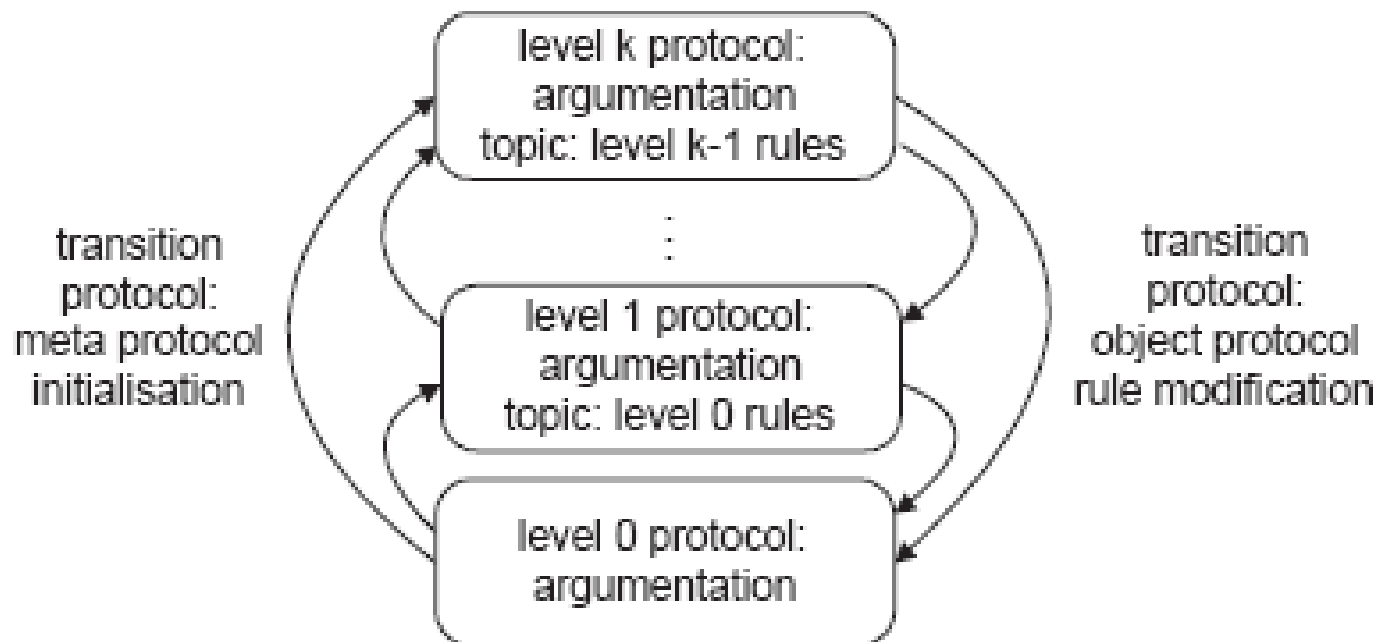 level k protocol:
argumentation
topic: level k-1 rules
transition
protocol:
meta protocol
initialisation
:
level 1 protocol:
argumentation
topic: level 0 rules
transition
protocol:
object protocol
rule modification
level 0 protocol:
argumentation